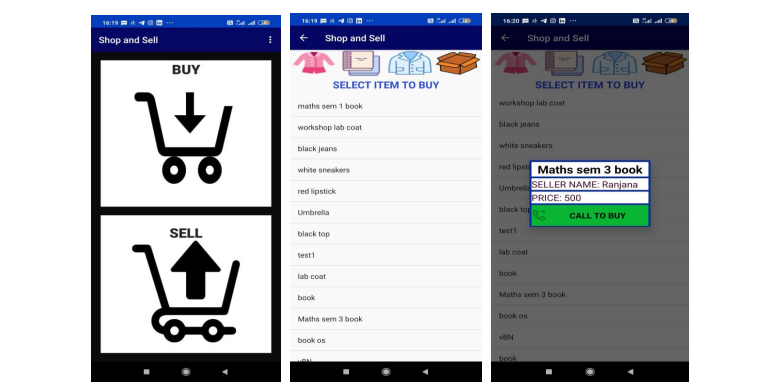 16:19
Shop and Sell
BUY
SELL
16:19
Shop and Sell
SELECT ITEM TO BUY
maths sem 1 book
workshop lab coat
black jeans
white sneakers
red lipstick
Umbrella
black top
test1
lab coat
book
Maths sem 3 book
book os
vBN
16:20
Shop and Sell
SELECT ITEM TO BUY
workshop lab coat
black jeans
white sneakers
red lipsti
Maths sem 3 book
Umbrella
SELLER NAME: Ranjana
PRICE: 500
black top
CALL TO BUY
test1
lab coat
book
Maths sem 3 book
book os
vBN
book